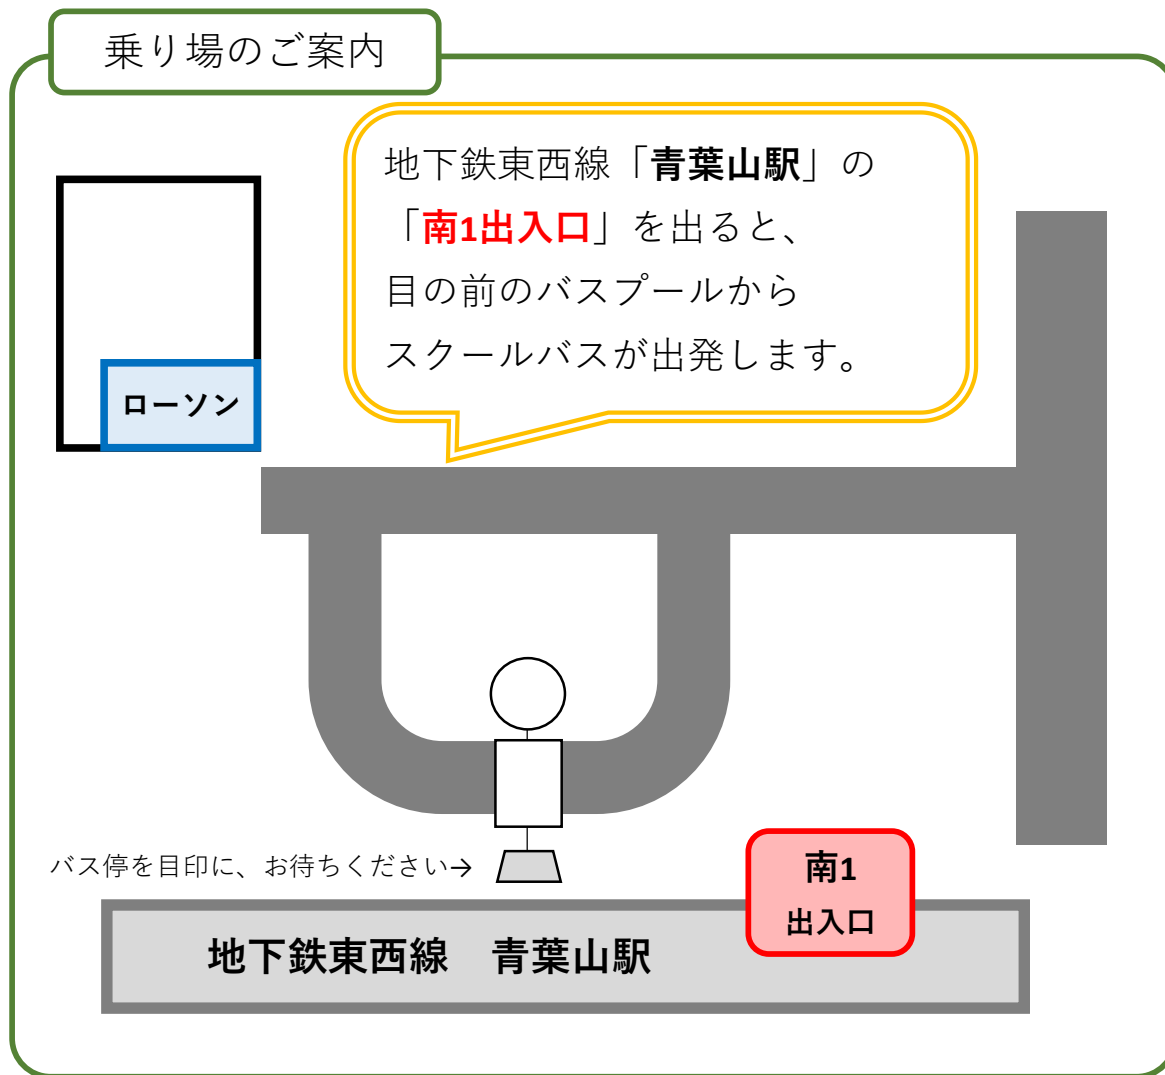 乗り場のご案内
地下鉄東西線「青葉山駅」の
「南1出入口」を出ると、
目の前のバスプールから
スクールバスが出発します。
ローソン
バス停を目印に、お待ちください→
南1
出入口
地下鉄東西線　青葉山駅